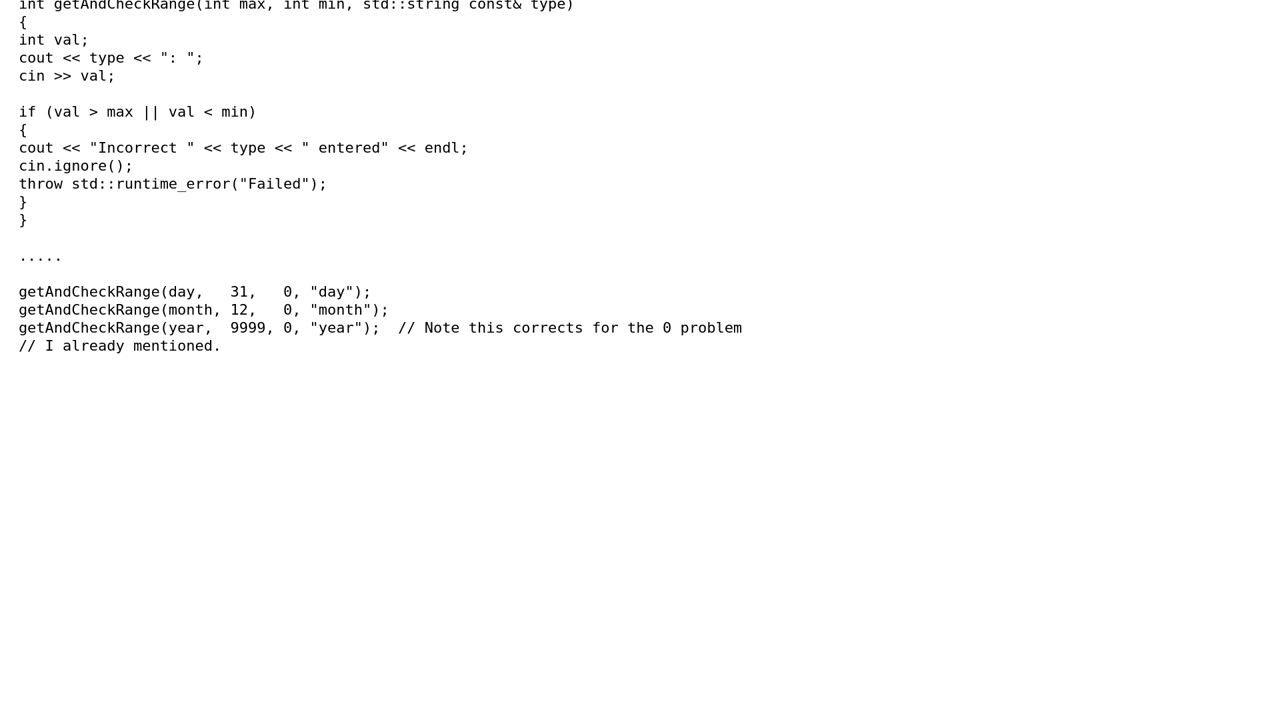 int getAndCheckRange(int max, int min, std::string const& type)
{
int val;
cout << type << ": ";
cin >> val;

if (val > max || val < min)
{
cout << "Incorrect " << type << " entered" << endl;
cin.ignore();
throw std::runtime_error("Failed");
}
}

.....

getAndCheckRange(day,   31,   0, "day");
getAndCheckRange(month, 12,   0, "month");
getAndCheckRange(year,  9999, 0, "year");  // Note this corrects for the 0 problem
// I already mentioned.